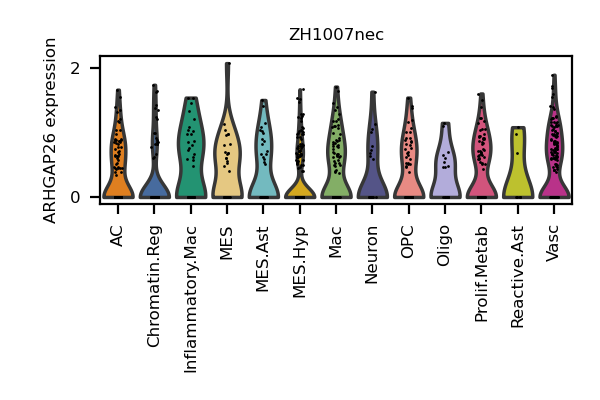 ZH1007nec
ARHGAP26 expression
2
0
AC
Chromatin.Reg
Inflammatory.Mac
MES
MES.Ast
MES.Hyp
Mac
Neuron
OPC
Oligo
Prolif.Metab
Reactive.Ast
Vasc